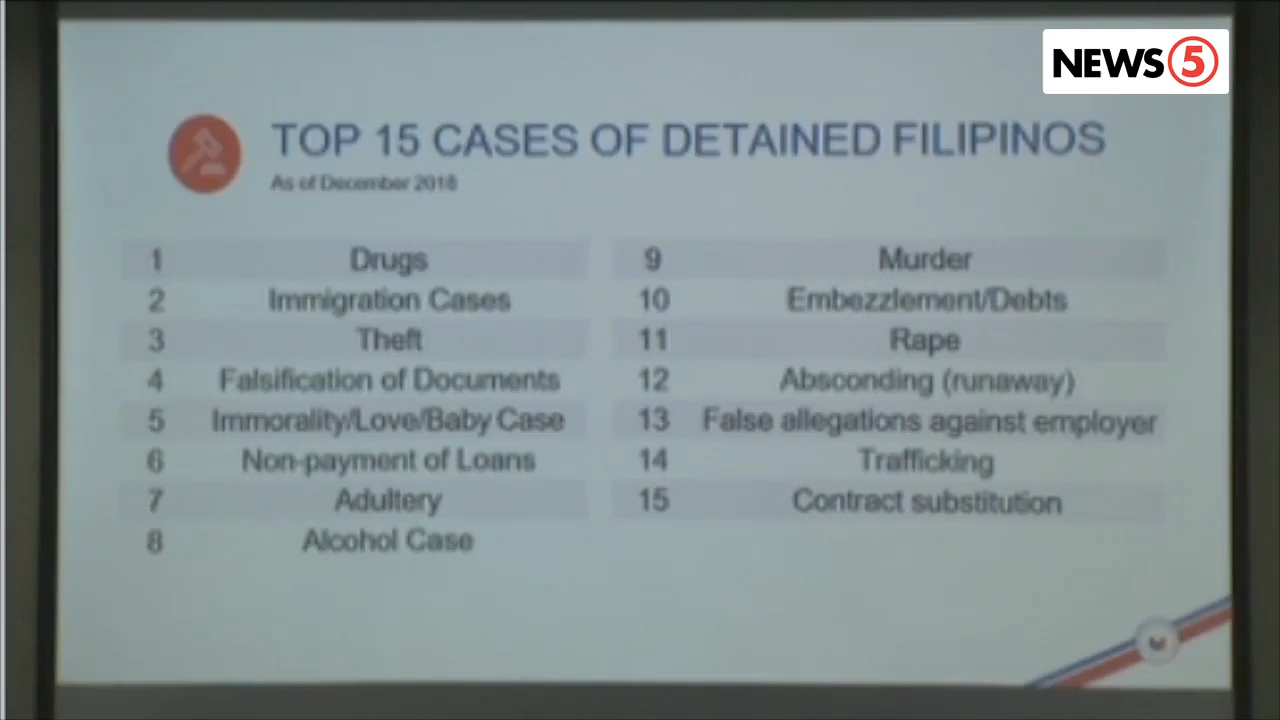 NEWS 5
TOP 15 CASES OF DETAINED FILIPINOS
As of December 2018
1 Drugs
2 Immigration Cases
3 Theft
4 Falsification of Documents
5 Immorality/Love/Baby Case
6 Non-payment of Loans
7 Adultery
8 Alcohol Case
9 Murder
10 Embezzlement/Debts
11 Rape
12 Absconding (runaway)
13 False allegations against employer
14 Trafficking
15 Contract substitution